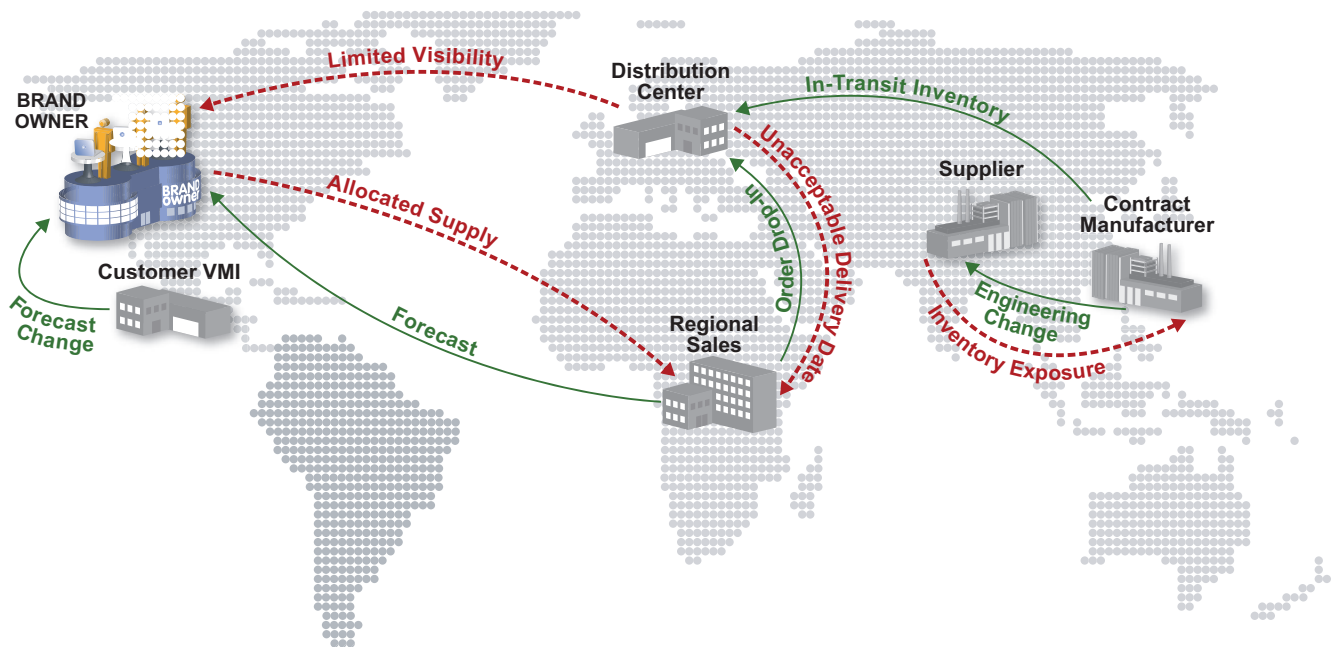 Limited Visibility
Distribution
Center
In-Transit Inventory
BRAND
OWNER
BRAND
owner
Allocated Supply
Unacceptable Delivery Date
Order Drop-in
Supplier
Contract
Manufacturer
Customer VMI
Forecast
Change
Forecast
Regional
Sales
Engineering
Change
Inventory Exposure